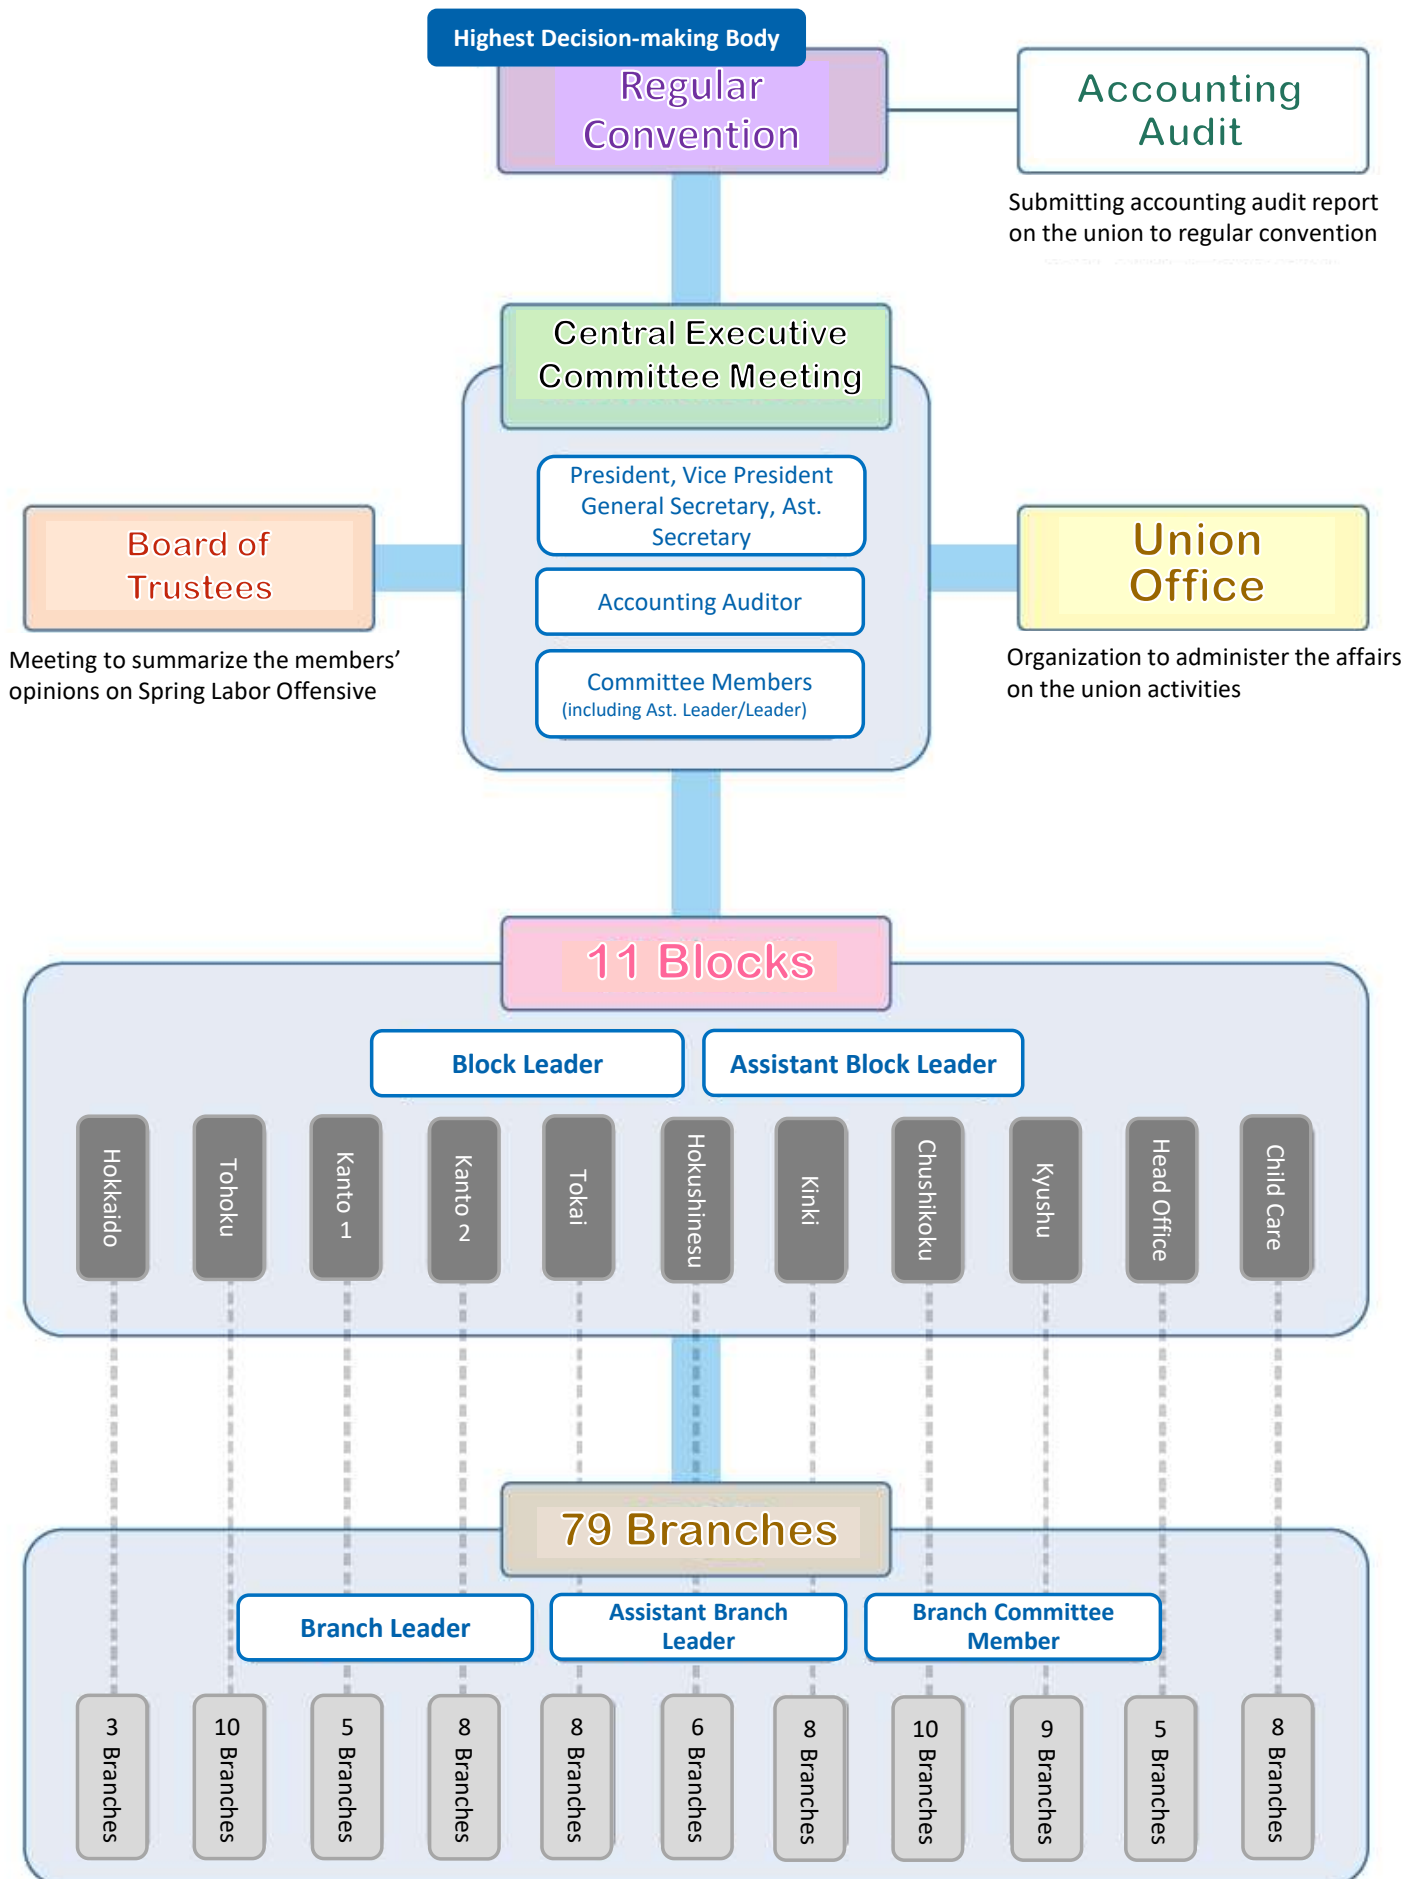 Highest Decision-making Body
Regular
Convention
Accounting
Audit
Submitting accounting audit report
on the union to regular convention
Central Executive
Committee Meeting
President, Vice President
General Secretary, Ast.
Secretary
Accounting Auditor
Committee Members
(including Ast. Leader/Leader)
Board of
Trustees
Meeting to summarize the members’
opinions on Spring Labor Offensive
Union
Office
Organization to administer the affairs
on the union activities
11 Blocks
Block Leader
Assistant Block Leader
Hokkaido
Tohoku
Kanto 1
Kanto 2
Tokai
Hokushinesu
Kinki
Chushikoku
Kyushu
Head Office
Child Care
79 Branches
Branch Leader
Assistant Branch
Leader
Branch Committee
Member
3 Branches
10 Branches
5 Branches
8 Branches
8 Branches
6 Branches
8 Branches
10 Branches
9 Branches
5 Branches
8 Branches